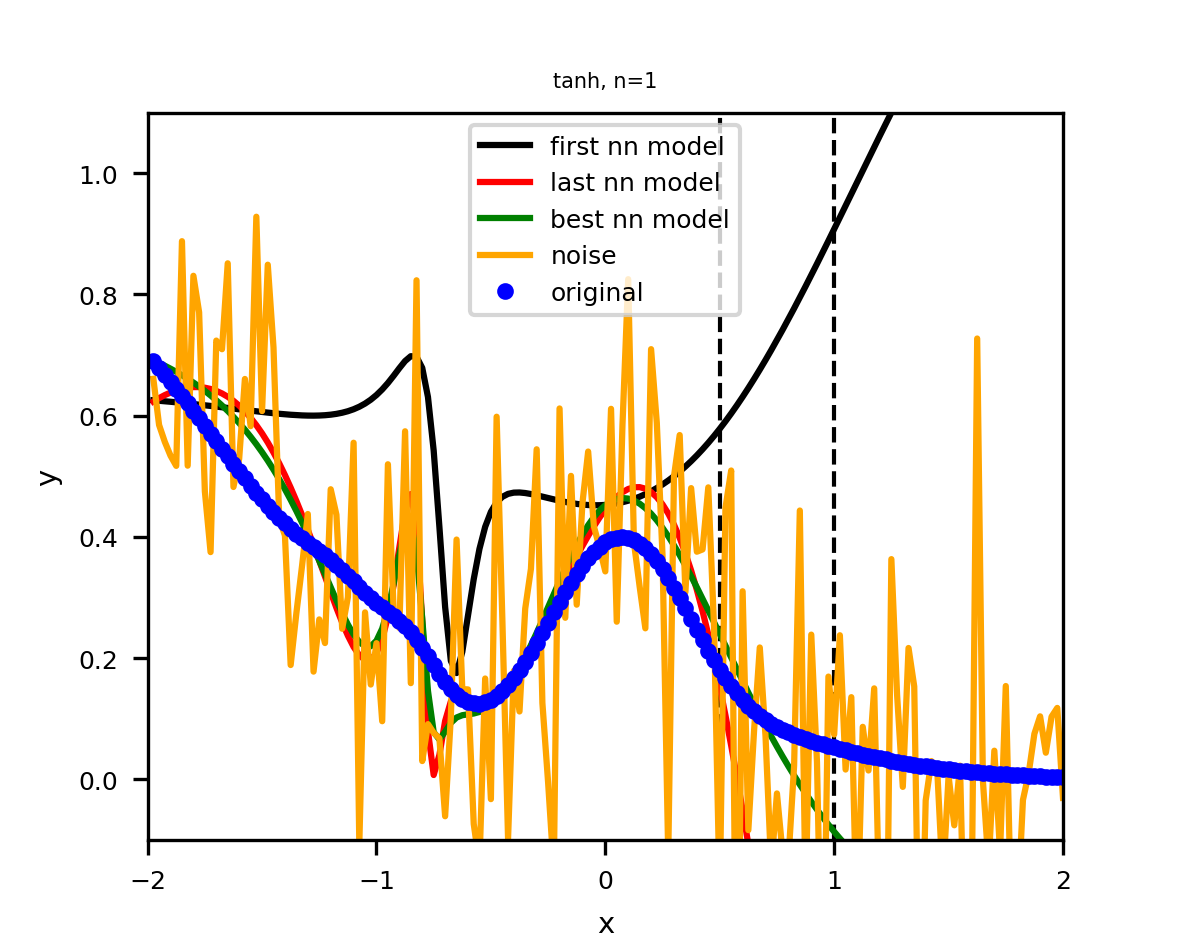 tanh, n=1
first nn model
last nn model
best nn model
noise
original
1.0
0.8
0.6
0.4
0.2
0.0
y
−2
−1
0
1
2
x